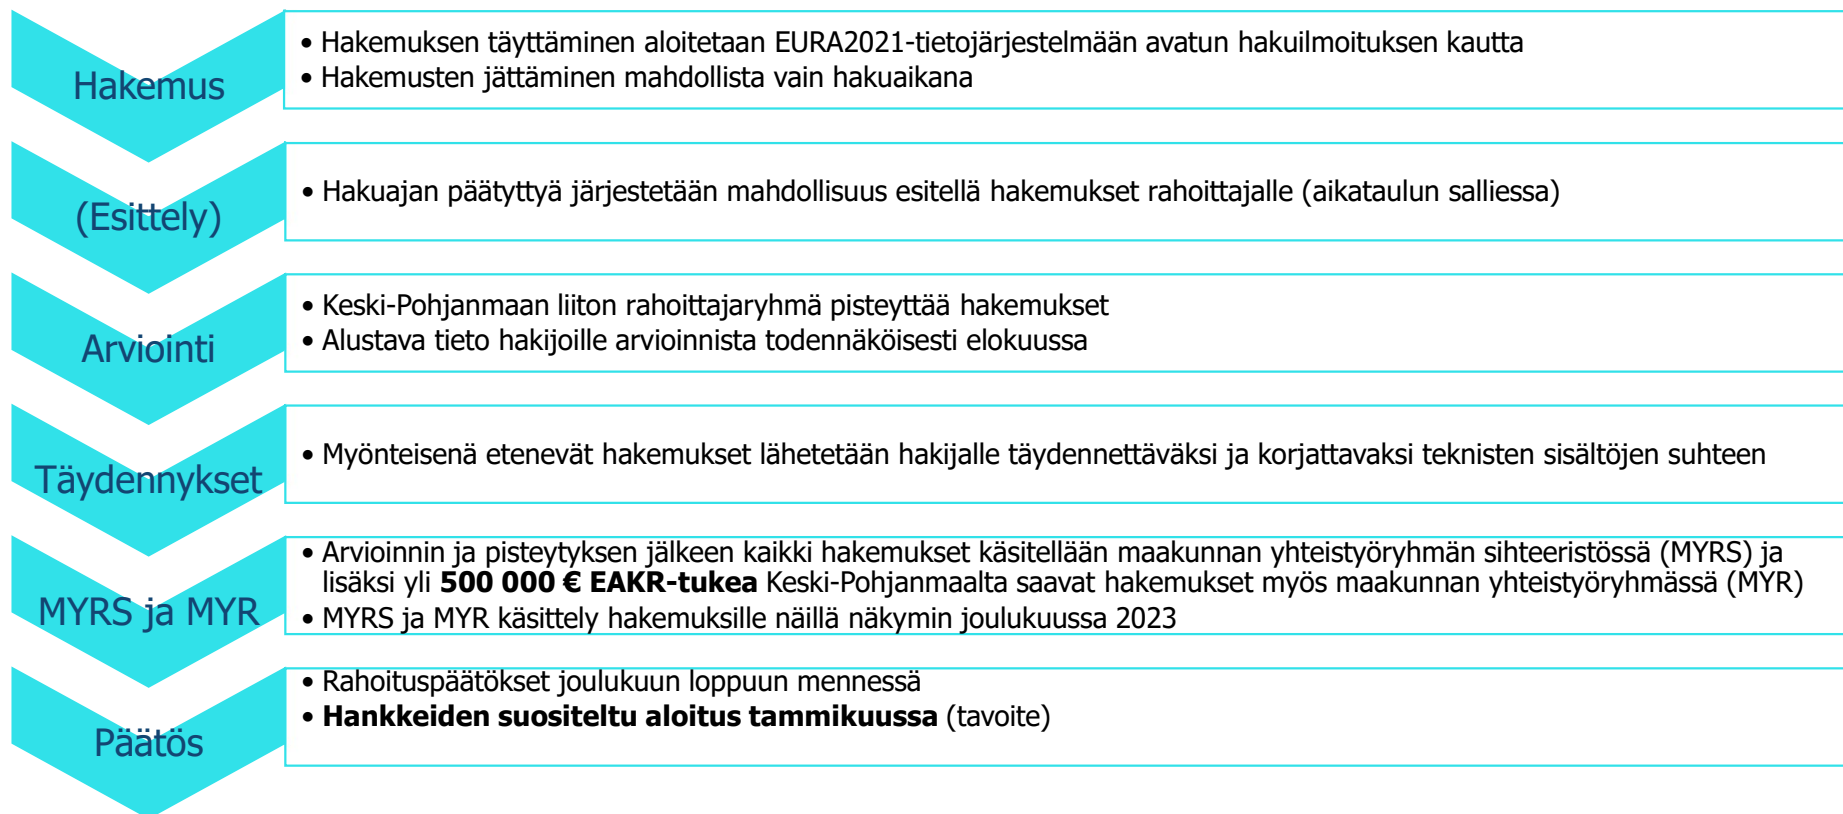 Hakemus
• Hakemuksen täyttäminen aloitetaan EURA2021-tietojärjestelmään avatun hakuilmoituksen kautta
• Hakemusten jättäminen mahdollista vain hakuaikana
(Esittely)
• Hakuajan päätyttyä järjestetään mahdollisuus esitellä hakemukset rahoittajalle (aikataulun salliessa)
Arviointi
• Keski-Pohjanmaan liiton rahoittajaryhmä pisteyttää hakemukset
• Alustava tieto hakijoille arvioinnista todennäköisesti elokuussa
Täydennykset
• Myönteisenä etenevät hakemukset lähetetään hakijalle täydennettäväksi ja korjattavaksi teknisten sisältöjen suhteen
MYRS ja MYR
• Arvioinnin ja pisteytyksen jälkeen kaikki hakemukset käsitellään maakunnan yhteistyöryhmän sihteeristössä (MYRS) ja
lisäksi yli 500 000 € EAKR-tukea Keski-Pohjanmaalta saavat hakemukset myös maakunnan yhteistyöryhmässä (MYR)
• MYRS ja MYR käsittely hakemuksille näillä näkymin joulukuussa 2023
Päätös
• Rahoituspäätökset joulukuun loppuun mennessä
• Hankkeiden suositeltu aloitus tammikuussa (tavoite)